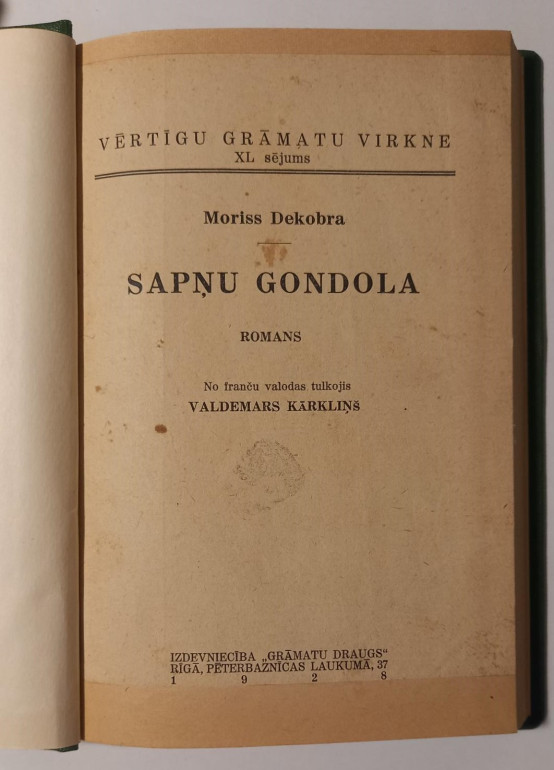 VĒRTĪGU GRĀMATU VIRKNE
XL sējums
Moriss Dekobra
SAPŅU GONDOLA
ROMANS
No franču valodas tulkojis
VALDEMARS KĀRKLIŅŠ
IZDEVNIECĪBA „GRĀMATU DRAUGS“
RĪGĀ, PĒTERBAZNĪCAS LAUKUMĀ, 37
1 9 2 8